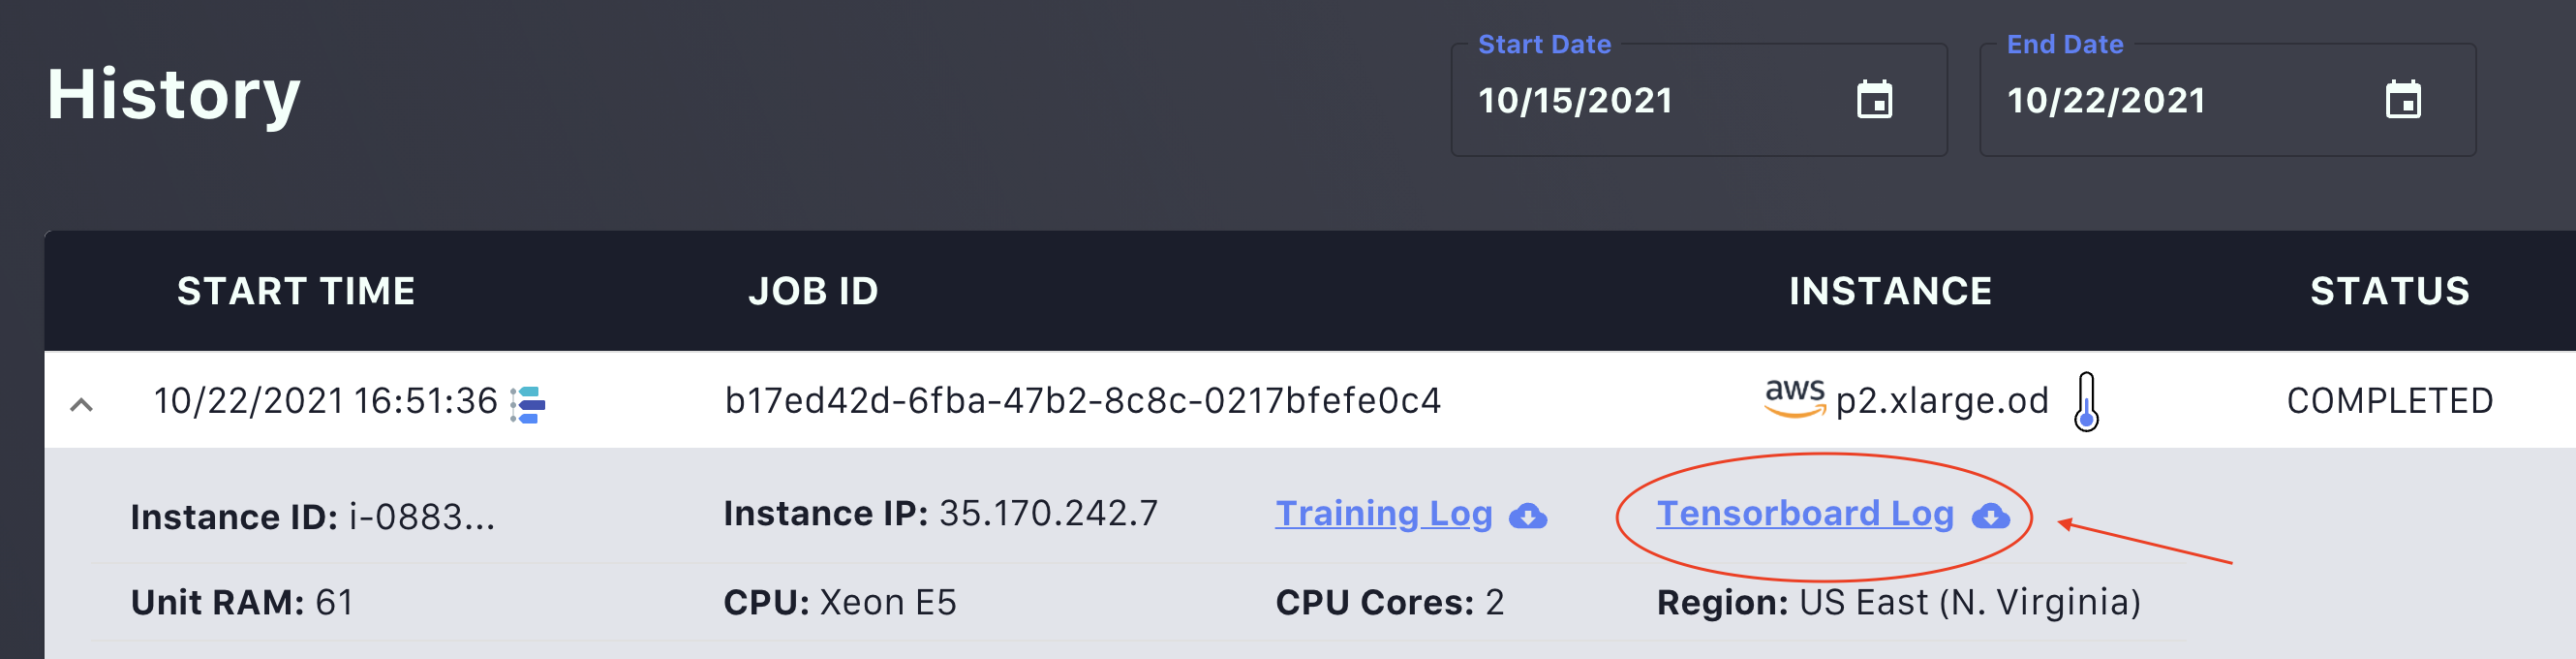 Start Date
End Date
History
10/15/2021
10/22/2021
START TIME JOB ID INSTANCE STATUS
10/22/2021 16:51:36 b17ed42d-6fba-47b2-8c8c-0217bfefe0c4 aws p2.xlarge.od COMPLETED
Instance ID: i-0883... Instance IP: 35.170.242.7 Training Log Tensorboard Log
Unit RAM: 61 CPU: Xeon E5 CPU Cores: 2 Region: US East (N. Virginia)